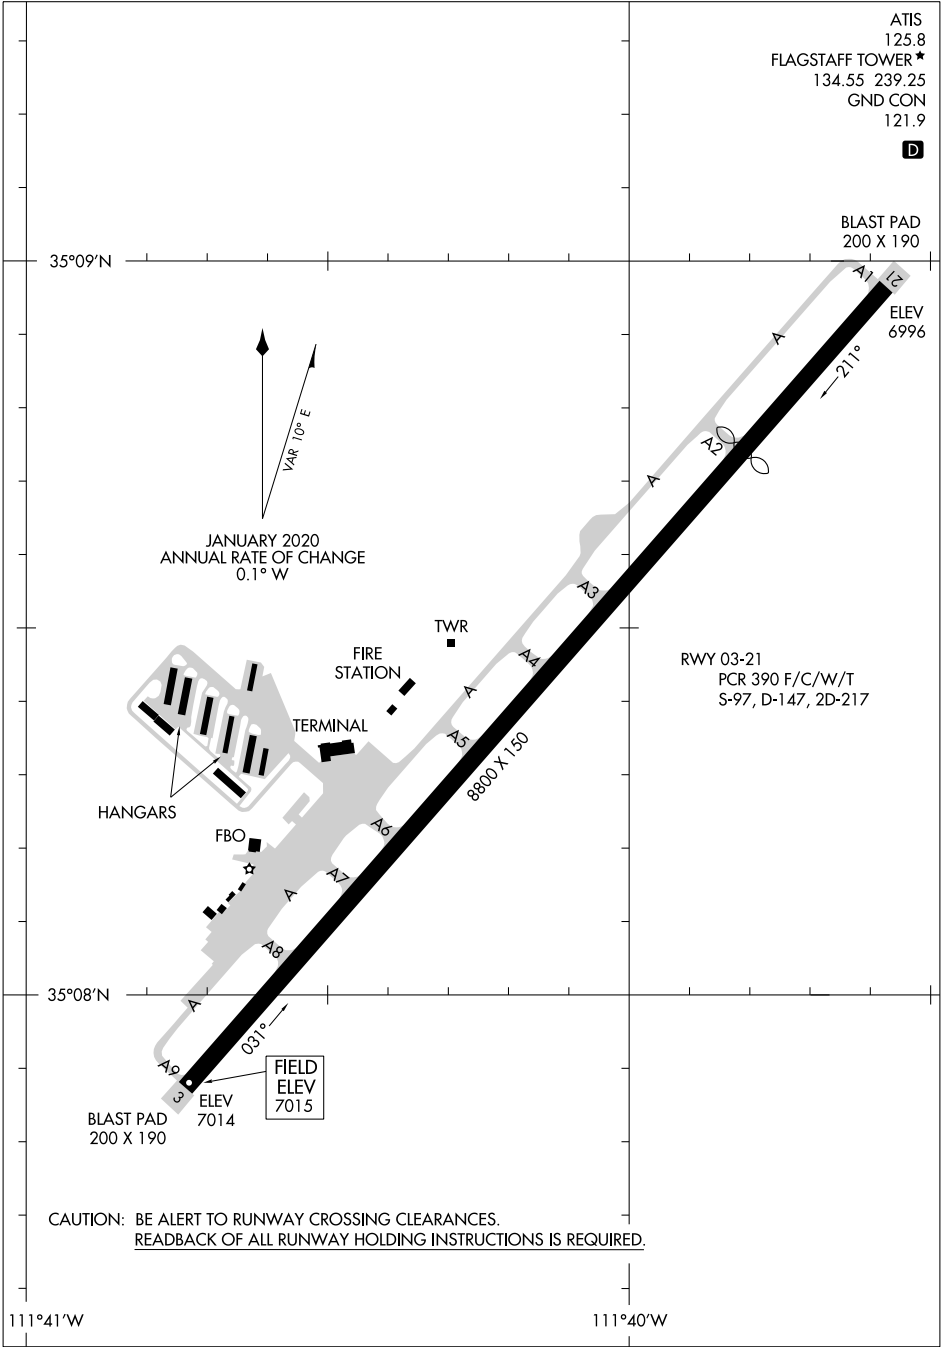 ATIS
125.8
FLAGSTAFF TOWER ★
134.55 239.25
GND CON
121.9
D
BLAST PAD
200 X 190
35°09'N
A1
21
ELEV
6996
A
211°
VAR 10° E
A2
A
JANUARY 2020
ANNUAL RATE OF CHANGE
0.1° W
A3
TWR
FIRE
STATION
A4
RWY 03-21
PCR 390 F/C/W/T
S-97, D-147, 2D-217
A
TERMINAL
A5
8800 X 150
HANGARS
A6
FBO
A7
A
A8
35°08'N
A
031°
A9
FIELD
ELEV
7015
3
ELEV
7014
BLAST PAD
200 X 190
CAUTION: BE ALERT TO RUNWAY CROSSING CLEARANCES.
READBACK OF ALL RUNWAY HOLDING INSTRUCTIONS IS REQUIRED.
111°41'W
111°40'W